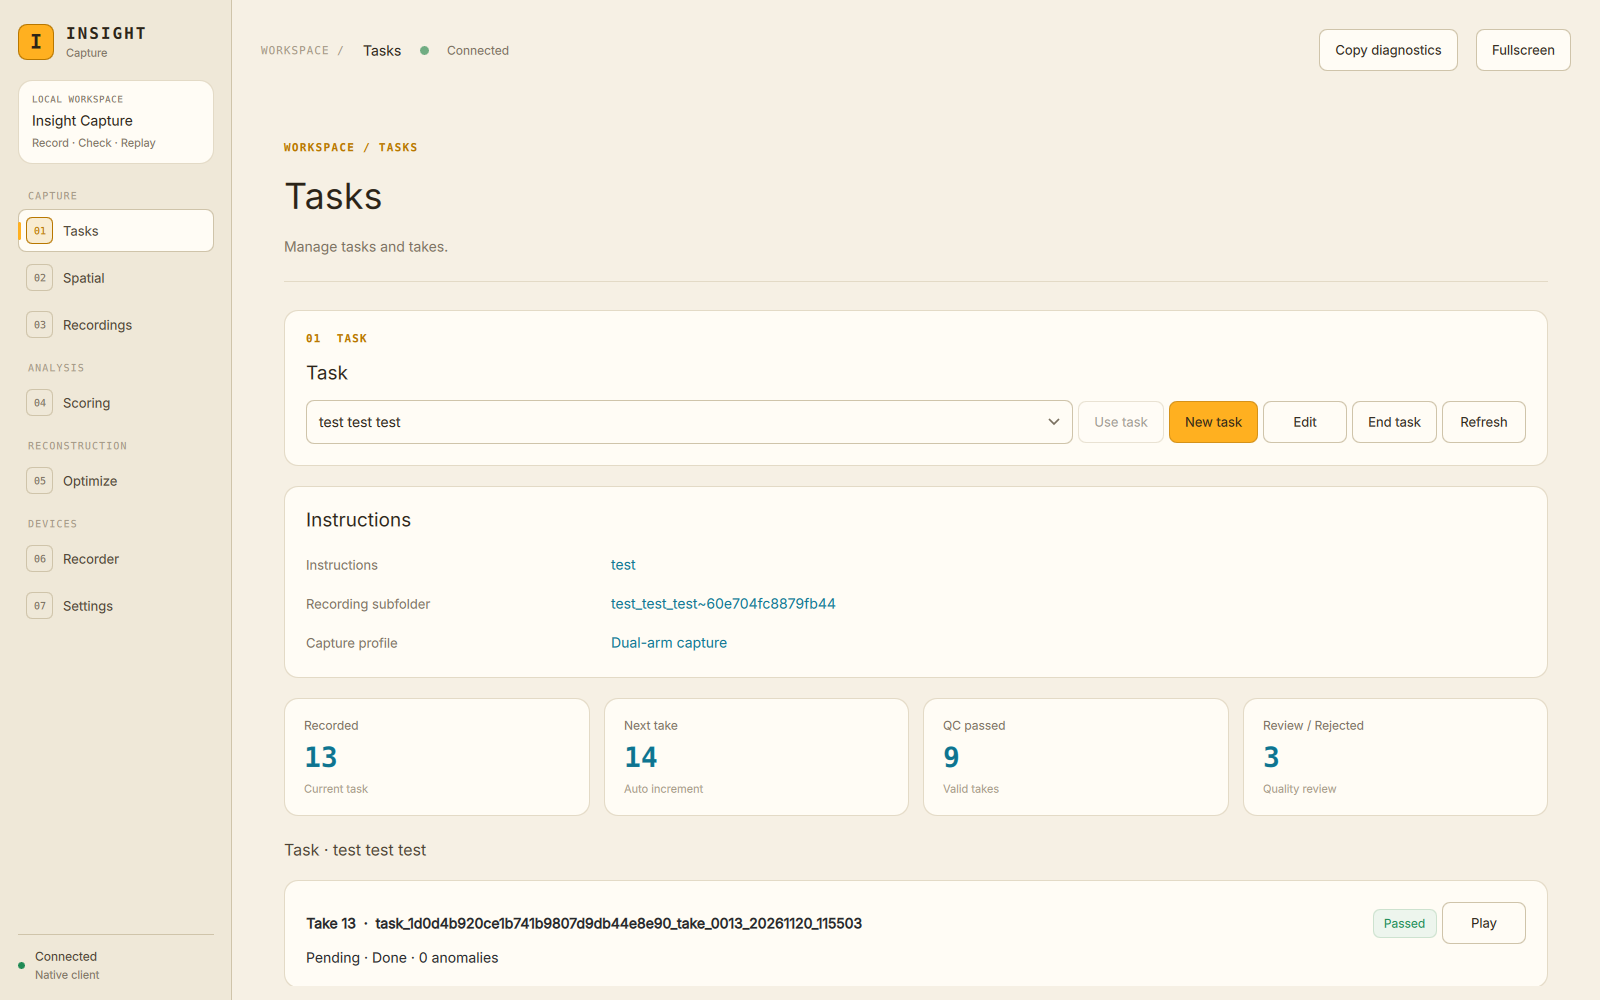 I
INSIGHT
Capture
LOCAL WORKSPACE
Insight Capture
Record · Check · Replay
CAPTURE
01 Tasks
02 Spatial
03 Recordings
ANALYSIS
04 Scoring
RECONSTRUCTION
05 Optimize
DEVICES
06 Recorder
07 Settings
Connected
Native client
WORKSPACE / Tasks Connected
Copy diagnostics Fullscreen
WORKSPACE / TASKS
Tasks
Manage tasks and takes.
01 TASK
Task
test test test Use task New task Edit End task Refresh
Instructions
Instructions test
Recording subfolder test_test_test~60e704fc8879fb44
Capture profile Dual-arm capture
Recorded
13
Current task
Next take
14
Auto increment
QC passed
9
Valid takes
Review / Rejected
3
Quality review
Task · test test test
Take 13 · task_1d0d4b920ce1b741b9807d9db44e8e90_take_0013_20261120_115503 Passed Play
Pending · Done · 0 anomalies